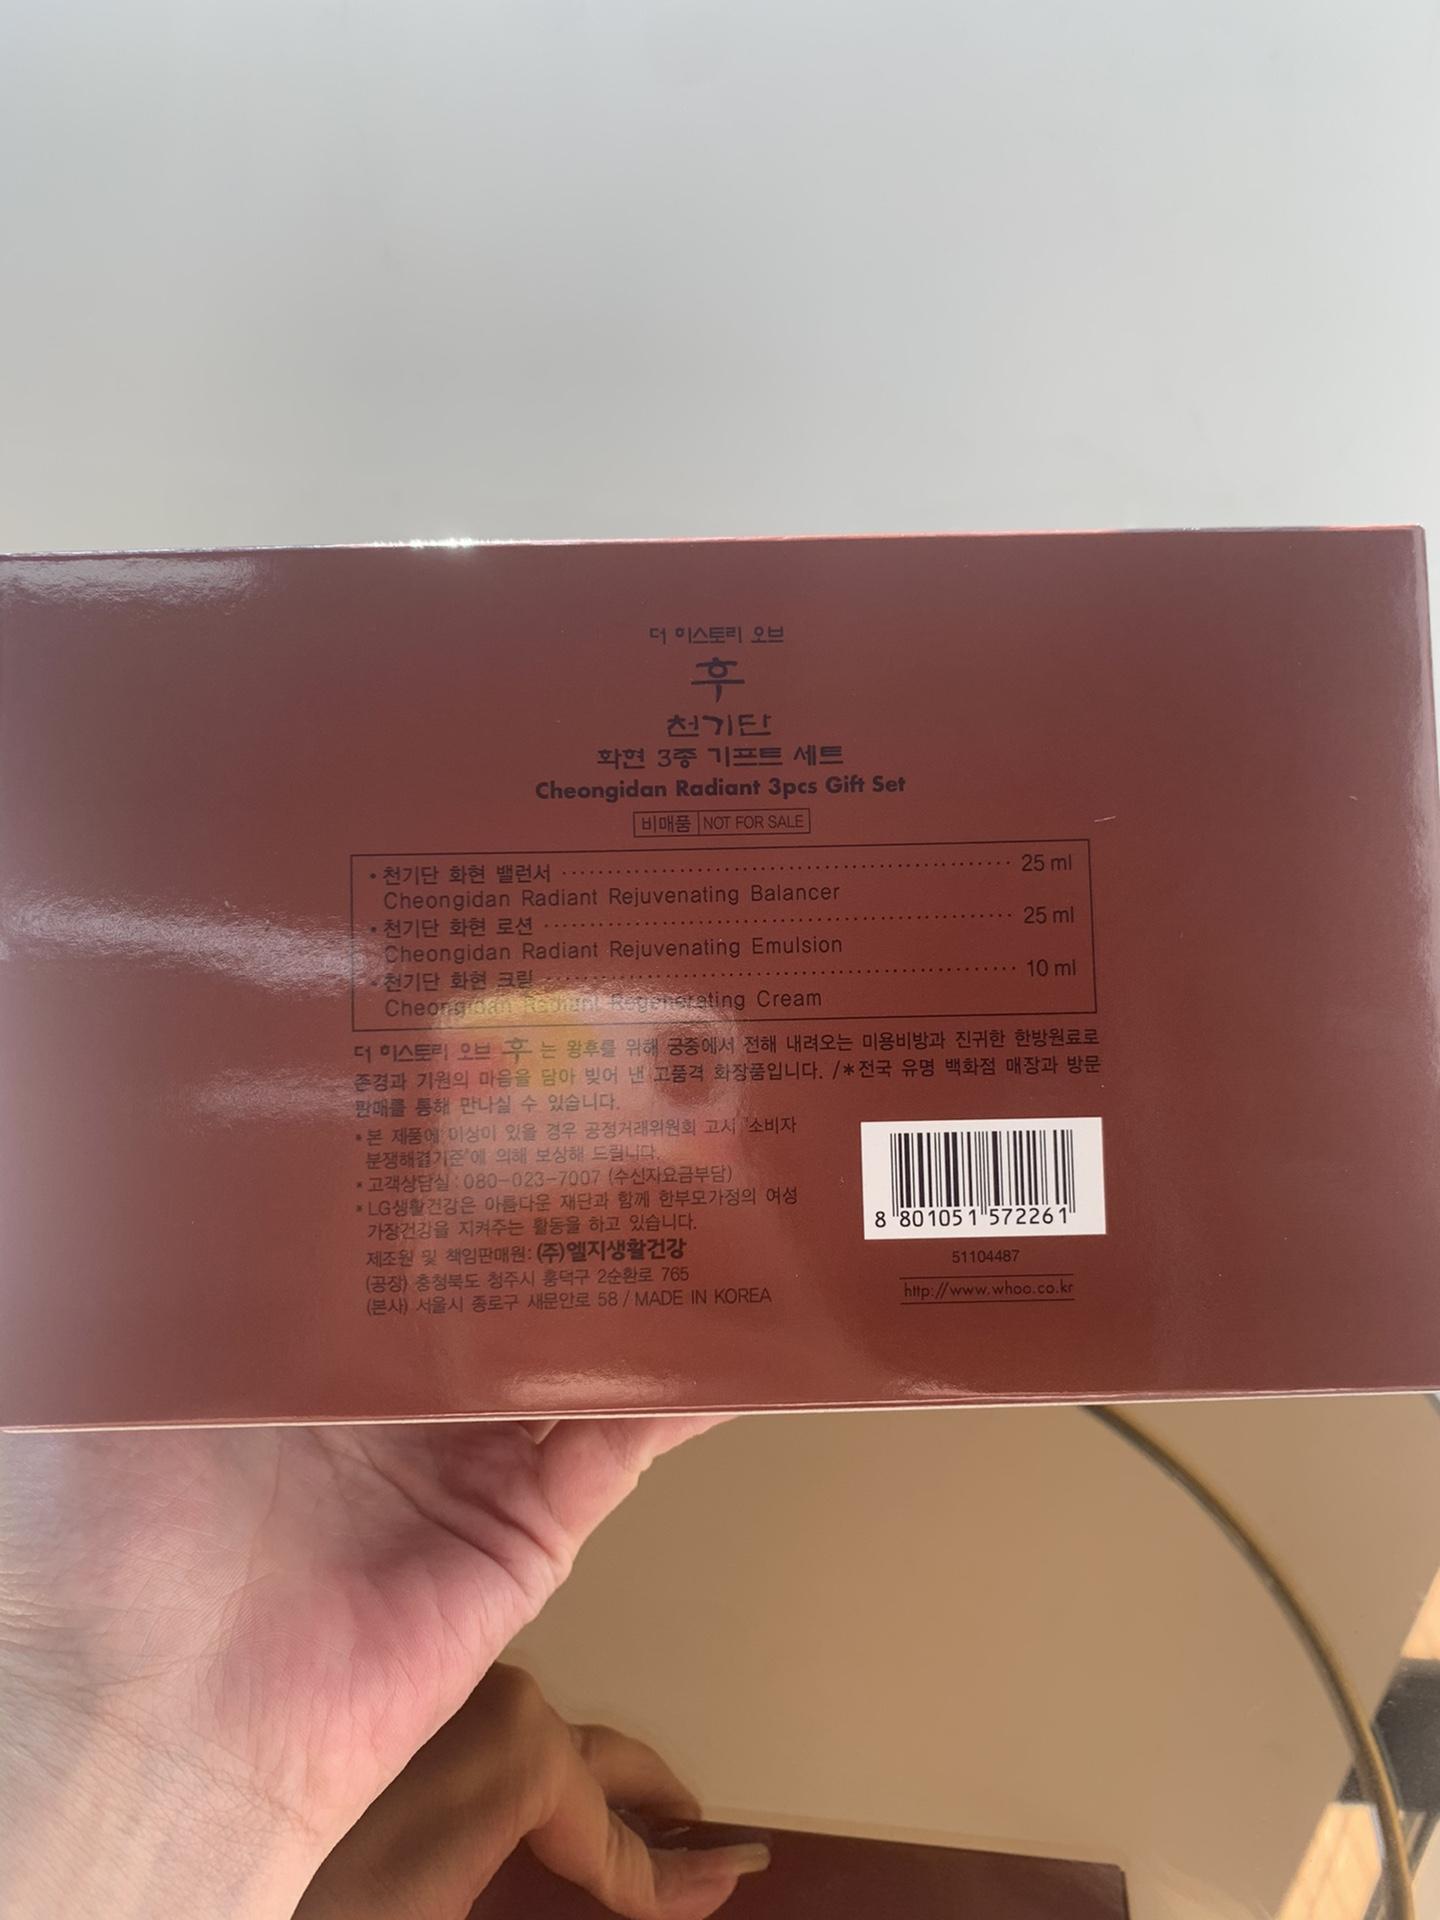 더 히스토리 오브
후
천기단
화현 3종 기프트 세트
Cheongidan Radiant 3pcs Gift Set
비매품 NOT FOR SALE
• 천기단 화현 밸런서 ································ 25 ml
Cheongidan Radiant Rejuvenating Balancer
• 천기단 화현 로션 ································ 25 ml
Cheongidan Radiant Rejuvenating Emulsion
• 천기단 화현 크림 ································ 10 ml
Cheongidan Radiant Regenerating Cream
더 히스토리 오브 후 는 왕후를 위해 궁중에서 전해 내려오는 미용비방과 진귀한 한방원료로
존경과 기원의 마음을 담아 빚어 낸 고품격 화장품입니다. /*전국 유명 백화점 매장과 방문
판매를 통해 만나실 수 있습니다.
* 본 제품에 이상이 있을 경우 공정거래위원회 고시 "소비자
분쟁해결기준"에 의해 보상해 드립니다.
* 고객상담실 : 080-023-7007 (수신자요금부담)
* LG생활건강은 아름다운 재단과 함께 한부모가정의 여성
가장건강을 지켜주는 활동을 하고 있습니다.
제조원 및 책임판매원: (주)엘지생활건강
(공장) 충청북도 청주시 흥덕구 2순환로 765
(본사) 서울시 종로구 새문안로 58 / MADE IN KOREA
8 801051 572261
51104487
http://www.whoo.co.kr